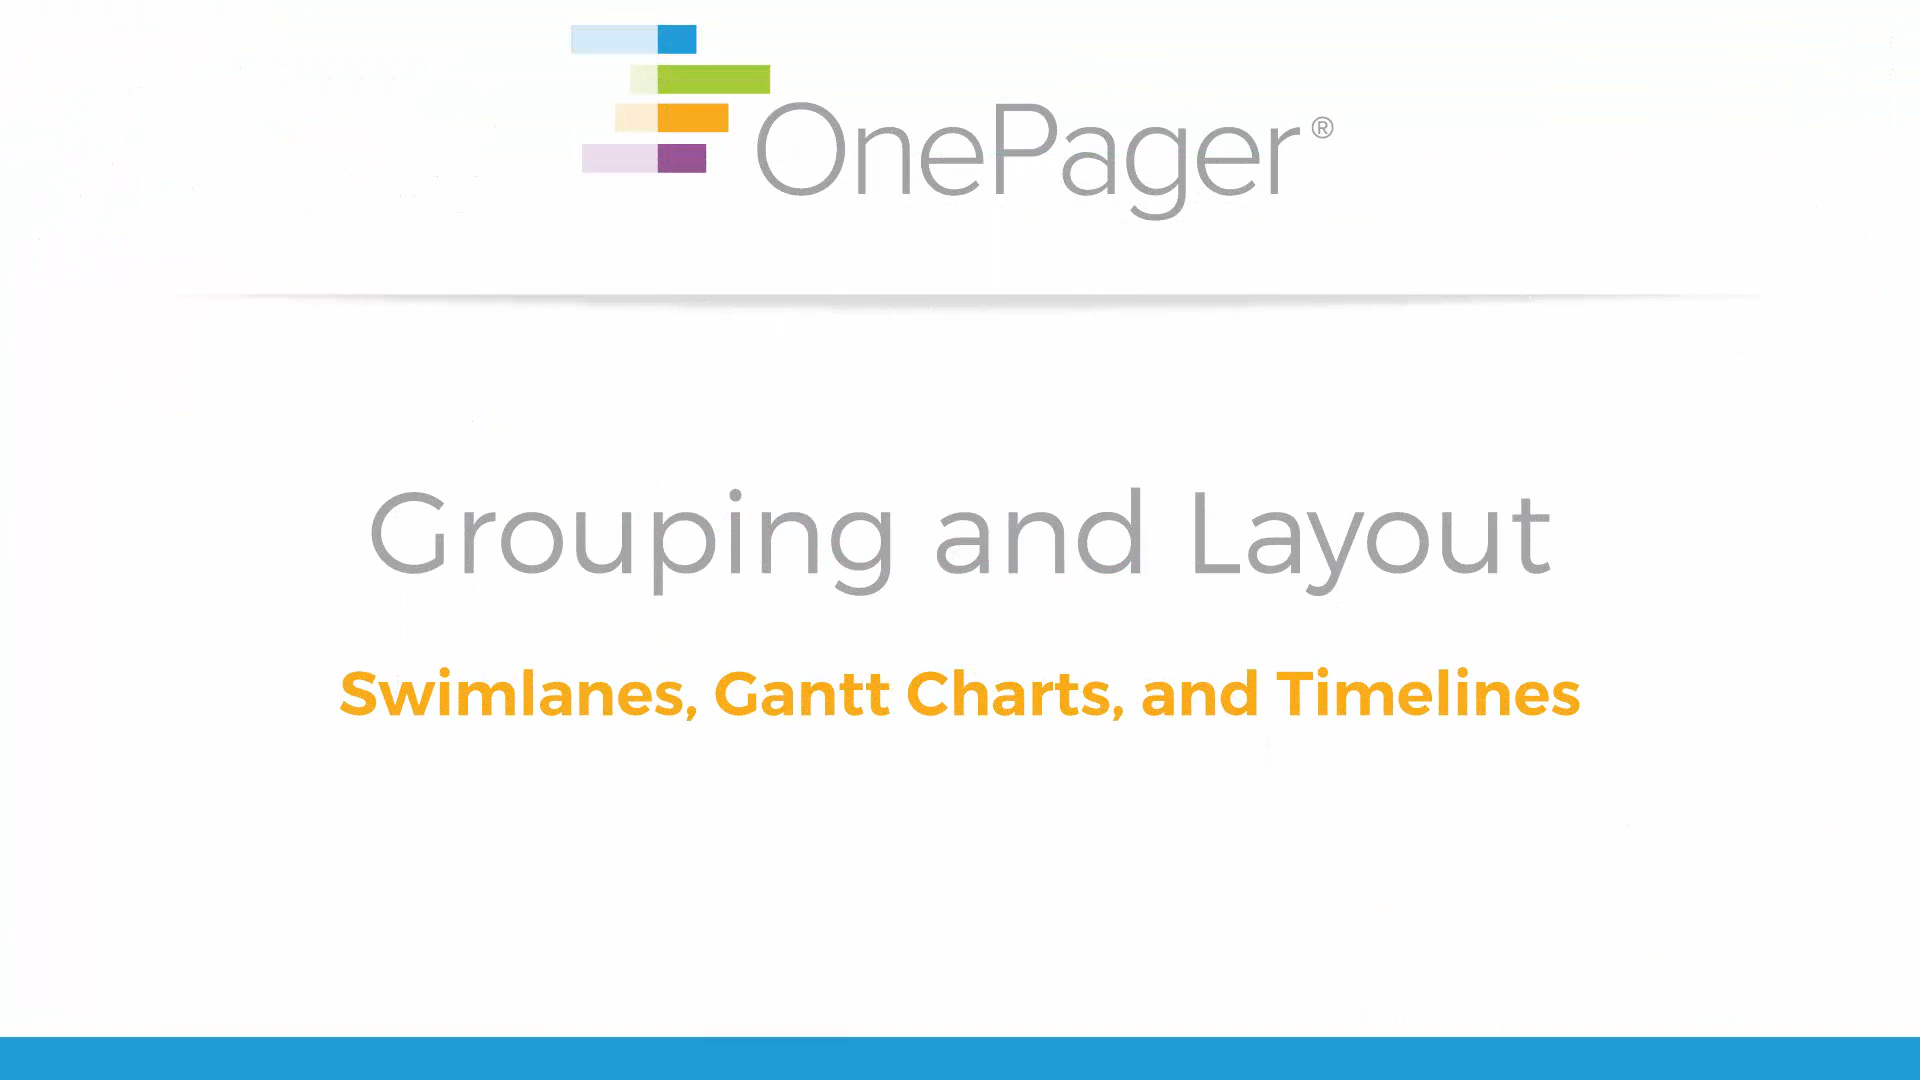 OnePager®
Grouping and Layout
Swimlanes, Gantt Charts, and Timelines